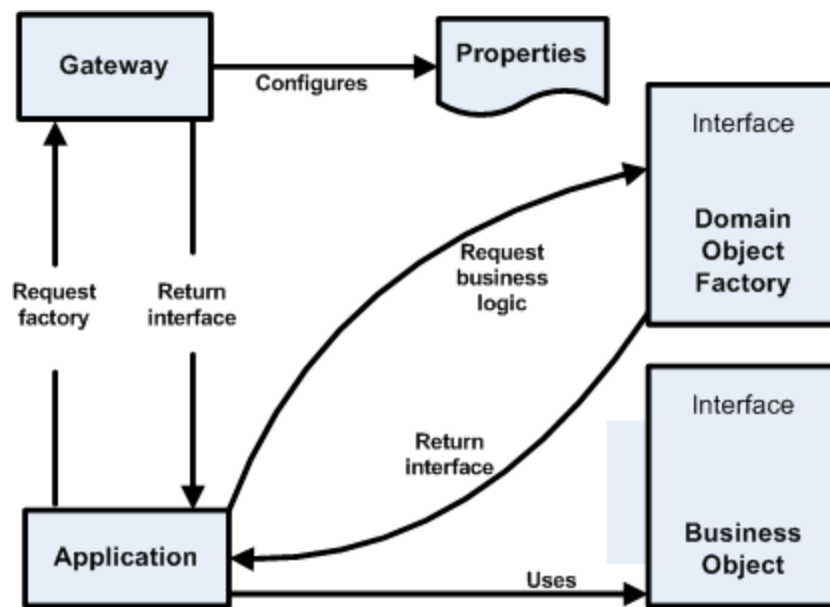 Gateway
Configures
Properties
Interface
Domain
Object
Factory
Request
factory
Return
interface
Request
business
logic
Return
interface
Interface
Business
Object
Application
Uses